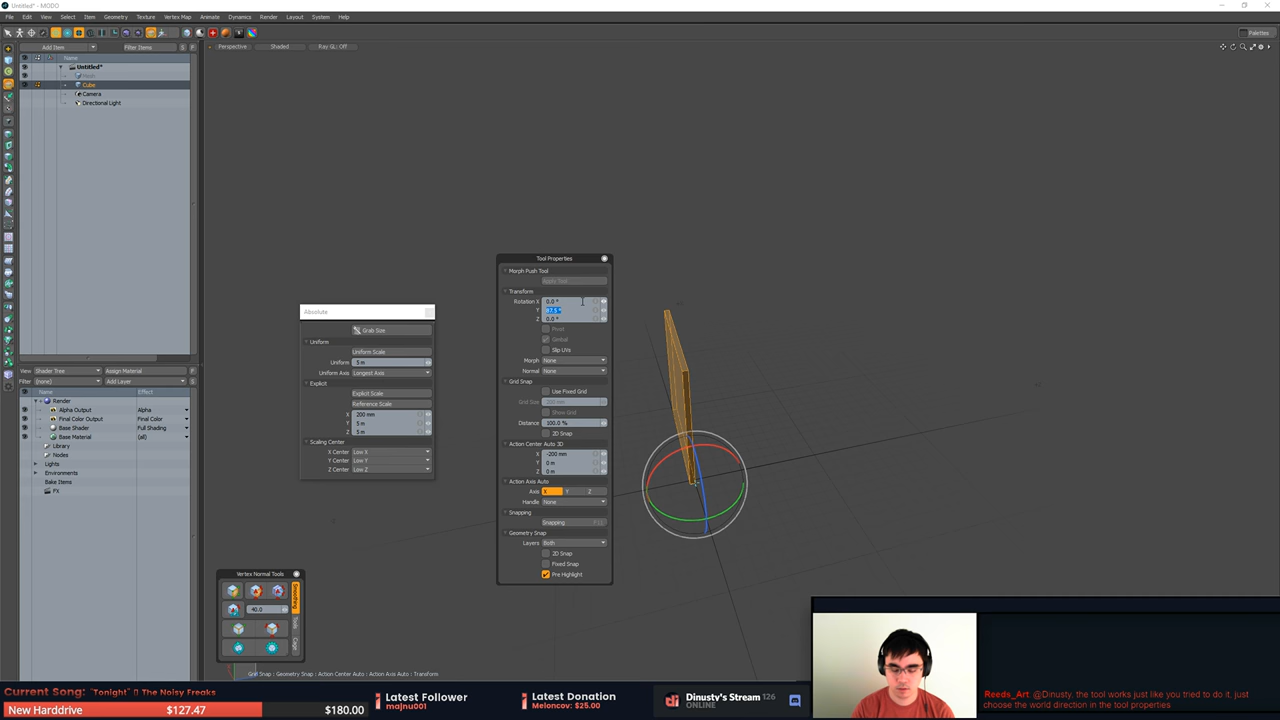 Untitled* - MODO
File Edit View Select Item Geometry Texture Vertex Map Animate Dynamics Render Layout System Help
Palettes
Add Item Filter Items S F
Perspective Shaded Ray GL: Off
Name
Untitled*
Mesh
Cube
Camera
Directional Light
Tool Properties
Morph Push Tool
Apply Tool
Transform
Rotation X 0.0 °
Y 87.5 °
Z 0.0 °
Pivot
Global
Slip UVs
Morph (none)
Normal None
Grid Snap
Use Fixed Grid
Grid Size
Show Grid
Distance 100.0 %
2D Snap
Action Center Auto 3D
X -200 mm
Y 0 m
Z 0 m
Action Axis Auto
Axis X Y Z
Handle None
Snapping
Snapping F11
Geometry Snap
Layers Both
2D Snap
Fixed Snap
Pre Highlight
Absolute
Grab Size
Uniform
Uniform Scale
Uniform 5 m
Uniform Axis Longest Axis
Explicit
Explicit Scale
Reference Scale
X 200 mm
Y 5 m
Z 5 m
Scaling Center
X Center Low X
Y Center Low Y
Z Center Low Z
View Shader Tree S F
Filter (none) Add Layer
Edit Name Assign Material
Name Effect
Render
Alpha Output Alpha
Final Color Output Final Color
Base Shader Full Shading
Base Material (all)
Library
Nodes
Lights
Environments
Bake Items
FX
Vertex Normal Tools
40.0
Smoothing
Tools
Cage
Grid Snap : Geometry Snap : Action Center Auto : Action Axis Auto : Transform
Current Song: "Tonight" The Noisy Freaks
New Harddrive $127.47 $180.00
Latest Follower
majnu001
Latest Donation
Meloncov: $25.00
Dinusty's Stream 126
ONLINE
Reeds_Art: @Dinusty, the tool works just like you tried to do it, just
choose the world direction in the tool properties